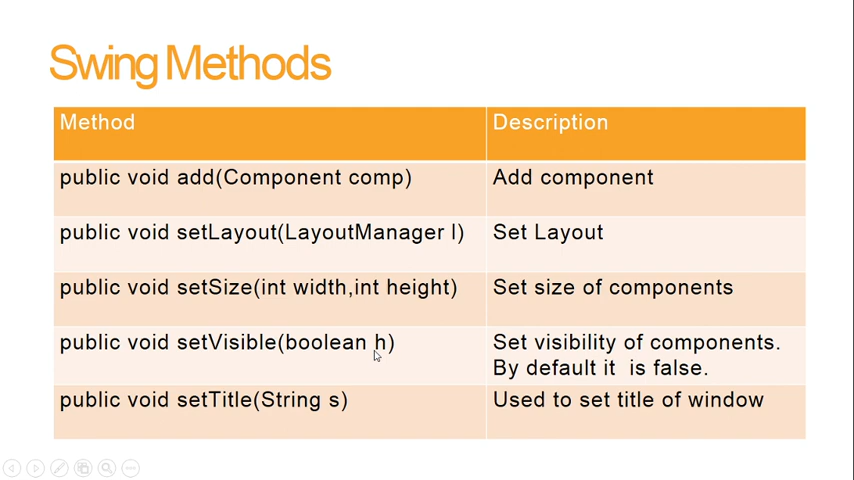 Swing Methods
Method
Description
public void add(Component comp)
Add component
public void setLayout(LayoutManager l)
Set Layout
public void setSize(int width,int height)
Set size of components
public void setVisible(boolean h)
Set visibility of components.
By default it  is false.
public void setTitle(String s)
Used to set title of window